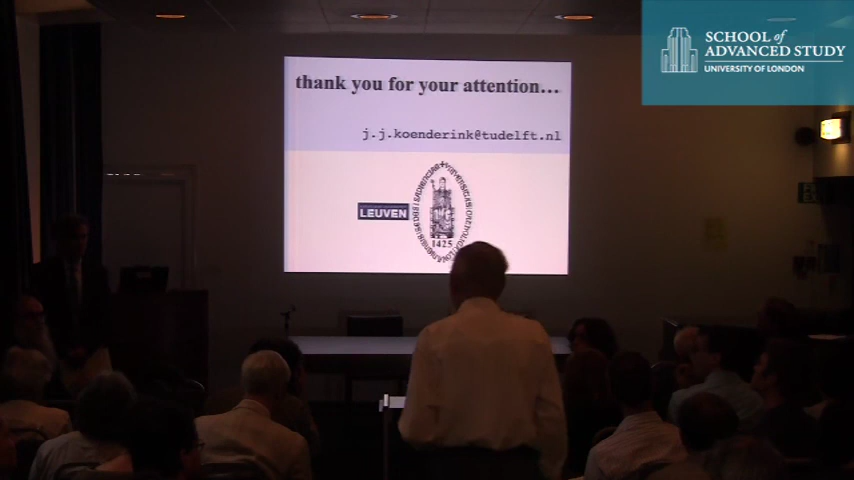 SCHOOL of
ADVANCED STUDY
UNIVERSITY OF LONDON
thank you for your attention...
j.j.koenderink@tudelft.nl
LEUVEN
1425